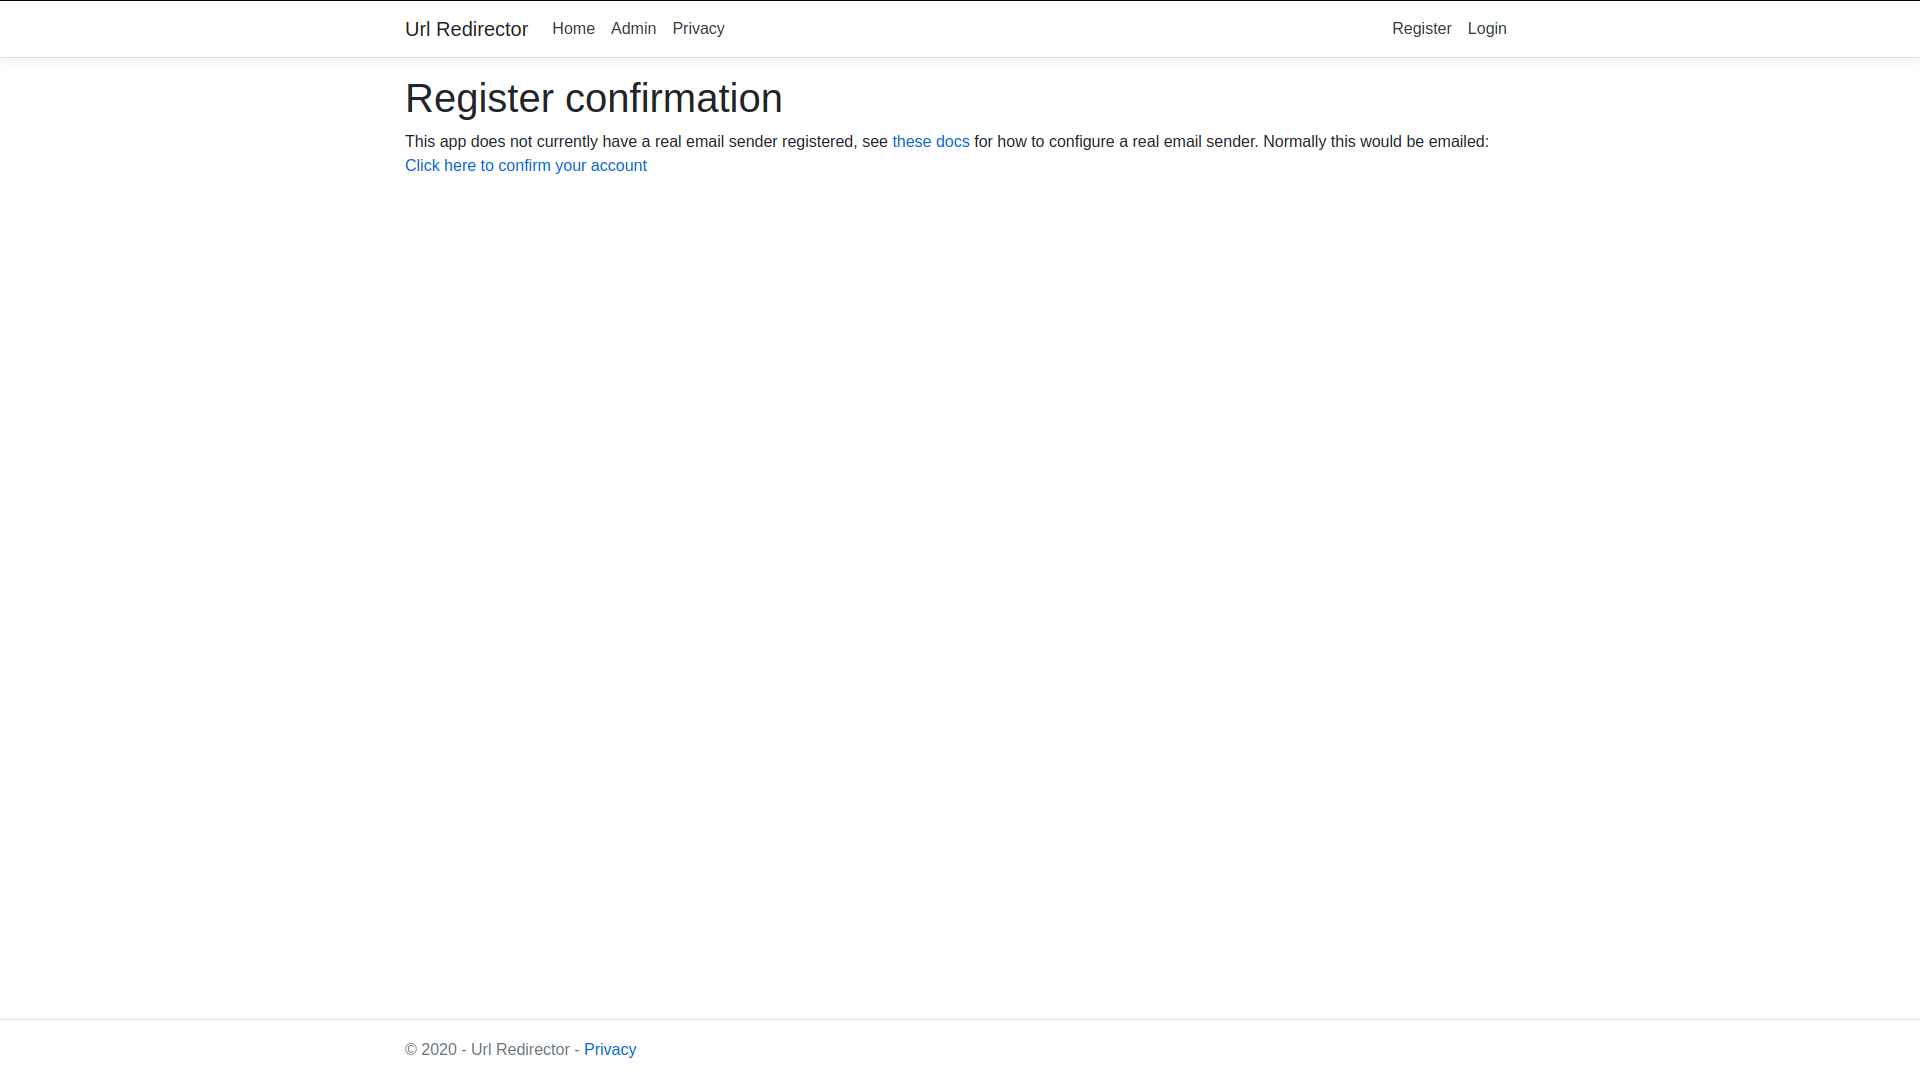 Url Redirector Home Admin Privacy Register Login
Register confirmation
This app does not currently have a real email sender registered, see these docs for how to configure a real email sender. Normally this would be emailed:
Click here to confirm your account
© 2020 - Url Redirector - Privacy